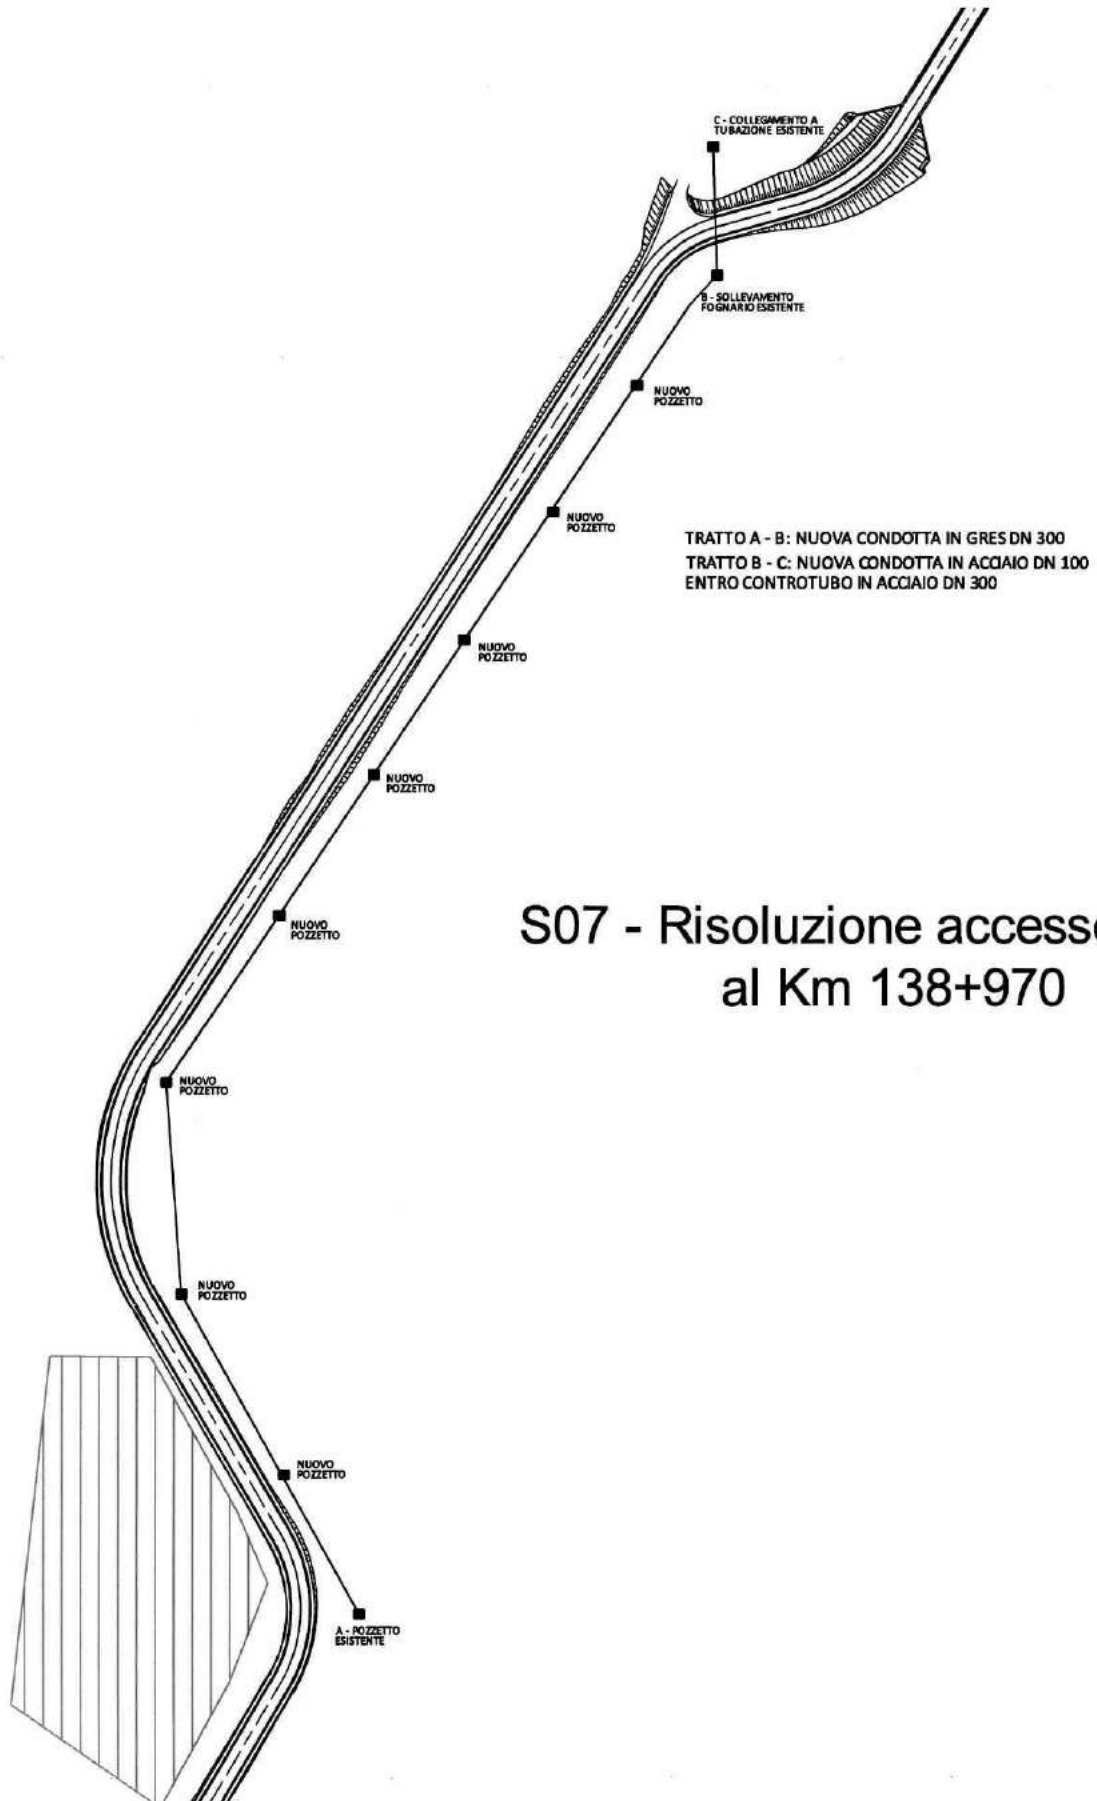 C - COLLEGAMENTO A
TUBAZIONE ESISTENTE
B - SOLLEVAMENTO
FOGNARIO ESISTENTE
NUOVO
POZZETTO
NUOVO
POZZETTO
TRATTO A - B: NUOVA CONDOTTA IN GRES DN 300
TRATTO B - C: NUOVA CONDOTTA IN ACCIAIO DN 100
ENTRO CONTROTUBO IN ACCIAIO DN 300
NUOVO
POZZETTO
NUOVO
POZZETTO
NUOVO
POZZETTO
S07 - Risoluzione access
al Km 138+970
NUOVO
POZZETTO
NUOVO
POZZETTO
NUOVO
POZZETTO
A - POZZETTO
ESISTENTE